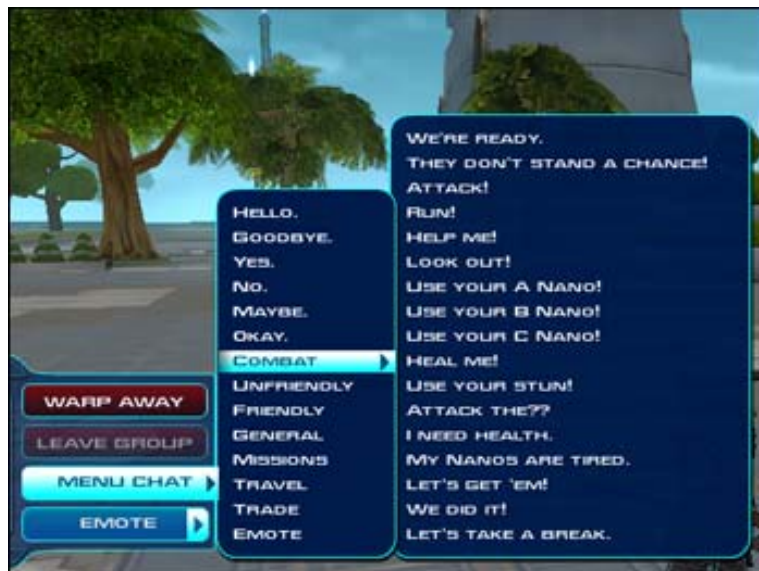 WARP AWAY
LEAVE GROUP
MENU CHAT
EMOTE
HELLO.
GOODBYE.
YES.
NO.
MAYBE.
OKAY.
COMBAT
UNFRIENDLY
FRIENDLY
GENERAL
MISSIONS
TRAVEL
TRADE
EMOTE
WE'RE READY.
THEY DON'T STAND A CHANCE!
ATTACK!
RUN!
HELP ME!
LOOK OUT!
USE YOUR A NANO!
USE YOUR B NANO!
USE YOUR C NANO!
HEAL ME!
USE YOUR STUN!
ATTACK THE??
I NEED HEALTH.
MY NANOS ARE TIRED.
LET'S GET 'EM!
WE DID IT!
LET'S TAKE A BREAK.